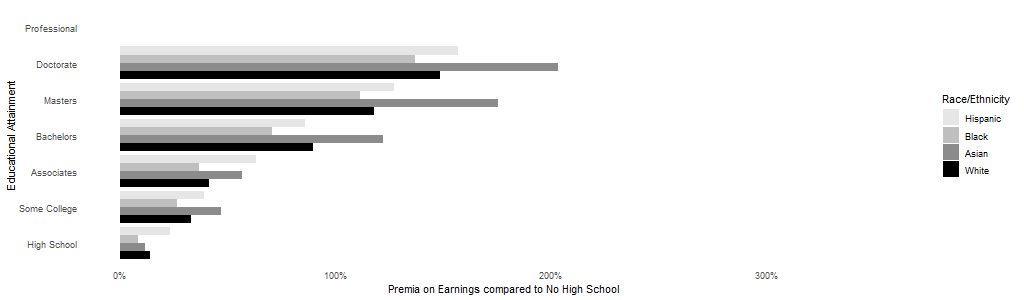 Professional
Doctorate
Masters
Bachelors
Associates
Some College
High School
Educational Attainment
0%
100%
200%
300%
Premia on Earnings compared to No High School
Race/Ethnicity
Hispanic
Black
Asian
White